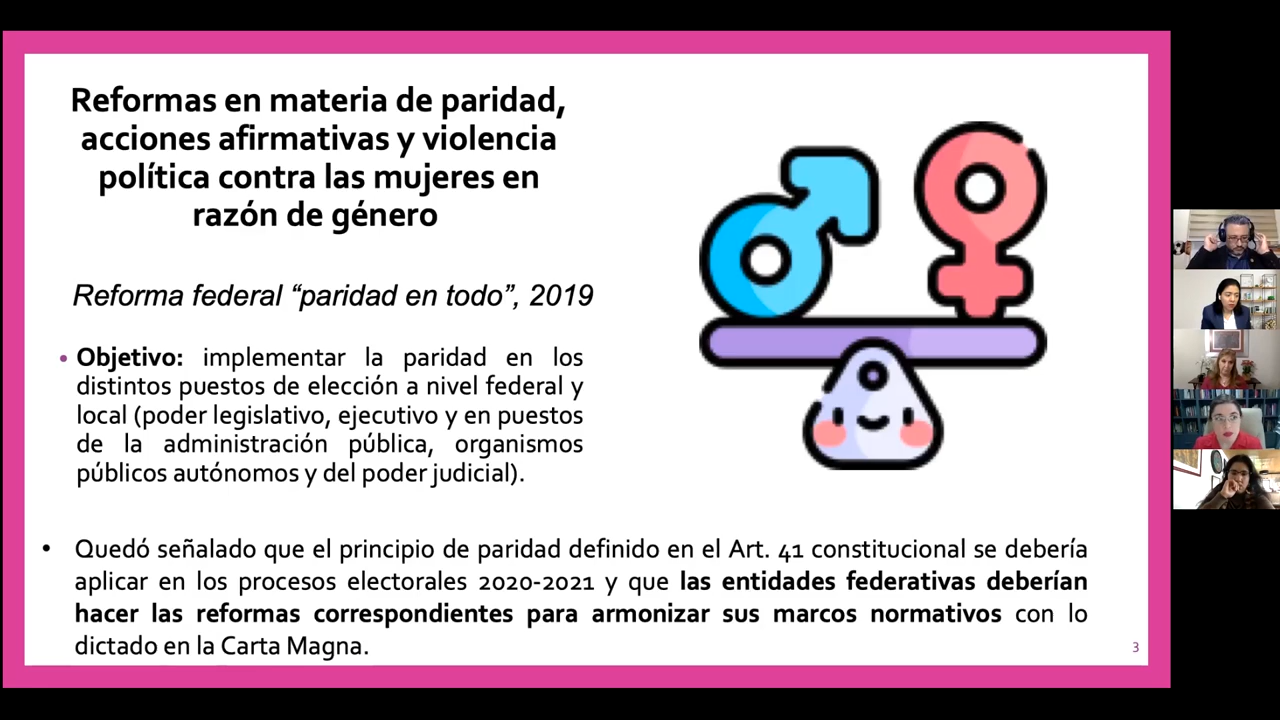 Reformas en materia de paridad,
acciones afirmativas y violencia
política contra las mujeres en
razón de género
Reforma federal “paridad en todo”, 2019
• Objetivo: implementar la paridad en los
distintos puestos de elección a nivel federal y
local (poder legislativo, ejecutivo y en puestos
de la administración pública, organismos
públicos autónomos y del poder judicial).
• Quedó señalado que el principio de paridad definido en el Art. 41 constitucional se debería
aplicar en los procesos electorales 2020-2021 y que las entidades federativas deberían
hacer las reformas correspondientes para armonizar sus marcos normativos con lo
dictado en la Carta Magna.
3